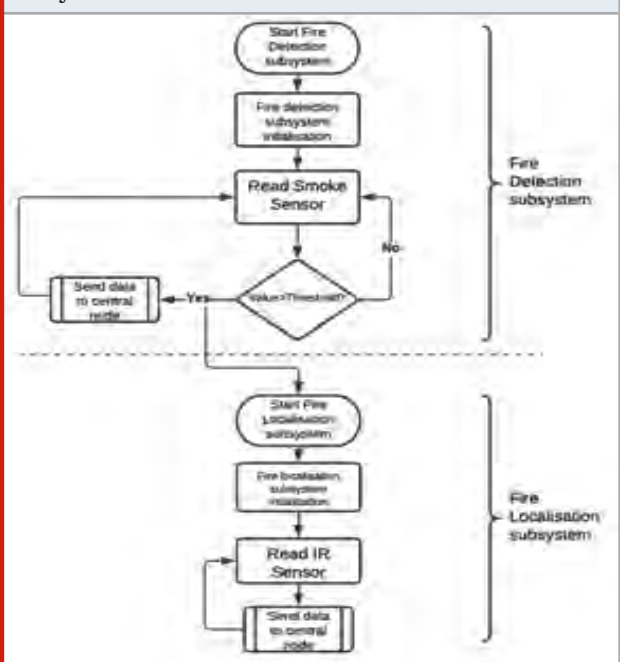 Start Fire
Detection
subsystem
Fire detection
subsystem
initialisation
Read Smoke
Sensor
No
Value>Threshold?
Yes
Send data
to central
node
Fire
Detection
subsystem
Start Fire
Localisation
subsystem
Fire localisation
subsystem
initialisation
Read IR
Sensor
Send data
to central
node
Fire
Localisation
subsystem